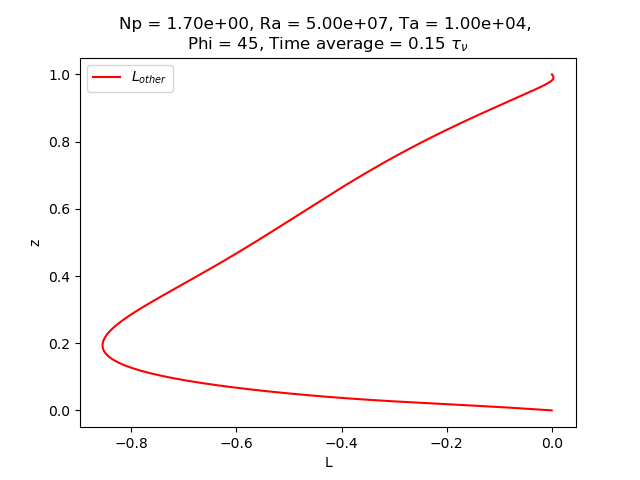 Np = 1.70e+00, Ra = 5.00e+07, Ta = 1.00e+04,
Phi = 45, Time average = 0.15 τ_ν
L_other
1.0
0.8
0.6
0.4
0.2
0.0
z
−0.8 −0.6 −0.4 −0.2 0.0
L